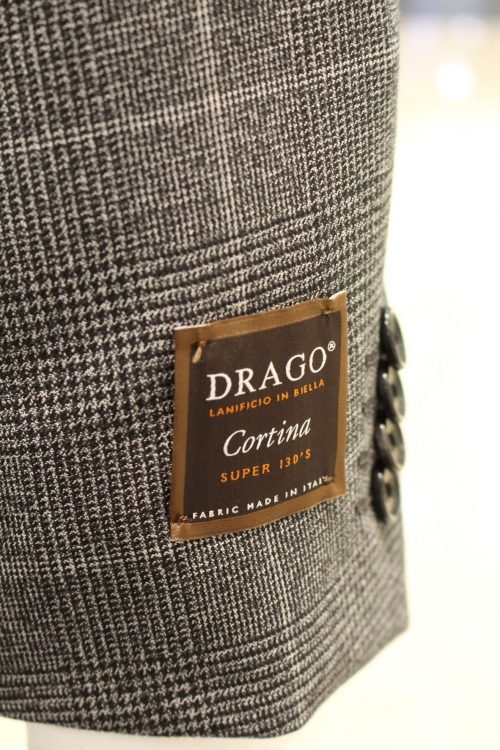 DRAGO®
LANIFICIO IN BIELLA
Cortina
SUPER 130'S
FABRIC MADE IN ITALY